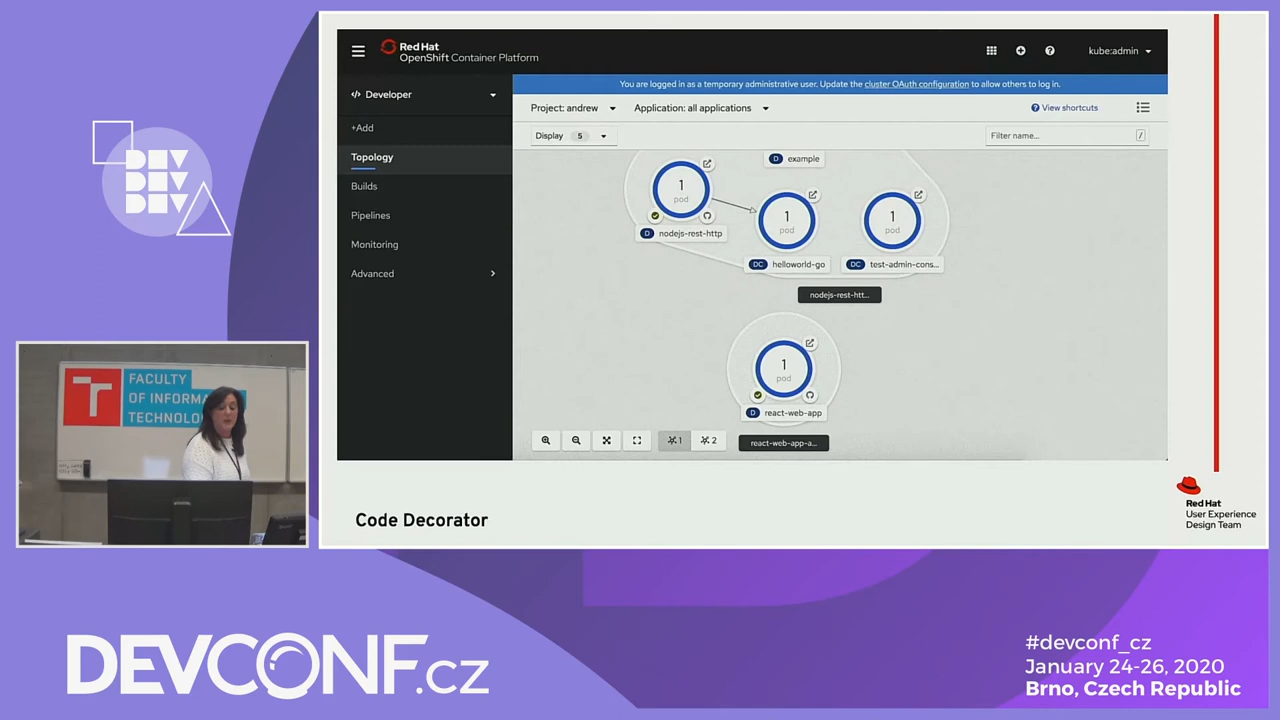 DEV
DEV
DEV
FACULTY
OF INFORMA
TECHNOLO
Red Hat
OpenShift Container Platform
kube:admin
You are logged in as a temporary administrative user. Update the cluster OAuth configuration to allow others to log in.
Developer
Project: andrew
Application: all applications
View shortcuts
+Add
Display 5
Filter name...
/
Topology
Builds
Pipelines
Monitoring
Advanced
D example
1
pod
1
pod
1
pod
D nodejs-rest-http
DC helloworld-go
DC test-admin-cons...
nodejs-rest-htt...
1
pod
D react-web-app
1
2
react-web-app-a...
Code Decorator
Red Hat
User Experience
Design Team
DEVCONF.cz
#devconf_cz
January 24-26, 2020
Brno, Czech Republic